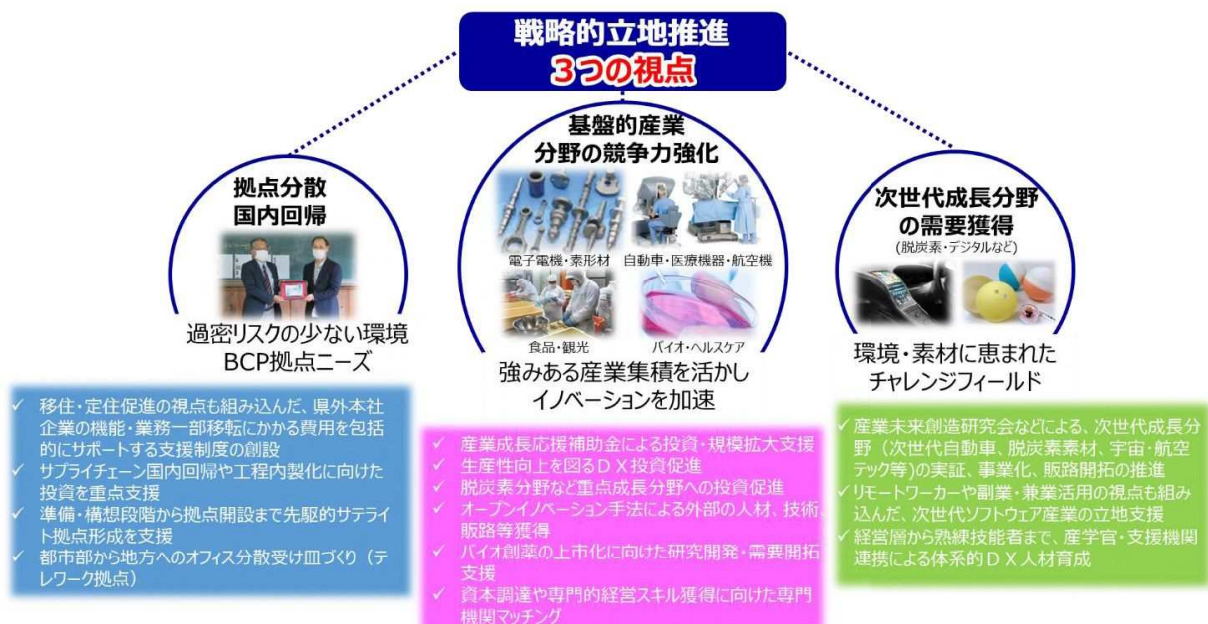 戦略的立地推進
3つの視点
拠点分散
国内回帰
過密リスクの少ない環境
BCP拠点ニーズ
✓ 移住・定住促進の視点も組み込んだ、県外本社
企業の機能・業務一部移転にかかる費用を包括
的にサポートする支援制度の創設
✓ サプライチェーン国内回帰や工程内製化に向けた
投資を重点支援
✓ 準備・構想段階から拠点開設まで先駆的サテライ
ト拠点形成を支援
✓ 都市部から地方へのオフィス分散受け皿づくり（テ
レワーク拠点）
基盤的産業
分野の競争力強化
電子電機・素形材
自動車・医療機器・航空機
食品・観光
バイオ・ヘルスケア
強みある産業集積を活かし
イノベーションを加速
✓ 産業成長応援補助金による投資・規模拡大支援
✓ 生産性向上を図るＤＸ投資促進
✓ 脱炭素分野など重点成長分野への投資促進
✓ オープンイノベーション手法による外部の人材、技術、
販路等獲得
✓ バイオ創薬の上市化に向けた研究開発・需要開拓
支援
✓ 資本調達や専門的経営スキル獲得に向けた専門
機関マッチング
次世代成長分野
の需要獲得
(脱炭素・デジタルなど)
環境・素材に恵まれた
チャレンジフィールド
✓ 産業未来創造研究会などによる、次世代成長分
野（次世代自動車、脱炭素素材、宇宙・航空
テック等)の実証、事業化、販路開拓の推進
✓ リモートワーカーや副業・兼業活用の視点も組み
込んだ、次世代ソフトウェア産業の立地支援
✓ 経営層から熟練技能者まで、産学官・支援機関
連携による体系的ＤＸ人材育成